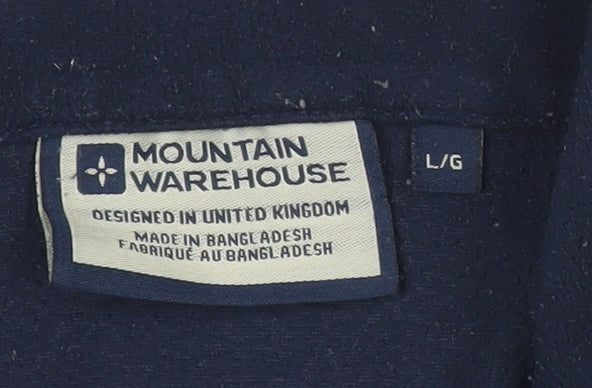 MOUNTAIN
WAREHOUSE
DESIGNED IN UNITED KINGDOM
MADE IN BANGLADESH
FABRIQUÉ AU BANGLADESH
L/G